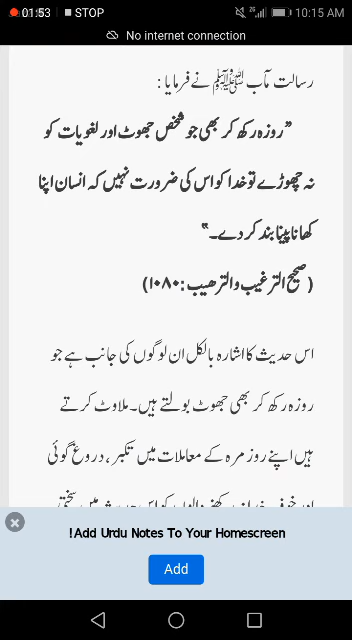 01:53 STOP 2G 10:15 AM
No internet connection
رسالت مآب ﷺ نے فرمایا :
”روزہ رکھ کر بھی جو شخص جھوٹ اور لغویات کو
نہ چھوڑے تو خدا کو اس کی ضرورت نہیں کہ انسان اپنا
کھانا پینا بند کر دے۔“
(صحیح الترغیب والترھیب : ۱۰۸۰)
اس حدیث کا اشارہ بالکل ان لوگوں کی جانب ہے جو
روزہ رکھ کر بھی جھوٹ بولتے ہیں۔ ملاوٹ کرتے
ہیں اپنے روز مرہ کے معاملات میں تکبر ، دروغ گوئی
!Add Urdu Notes To Your Homescreen
Add